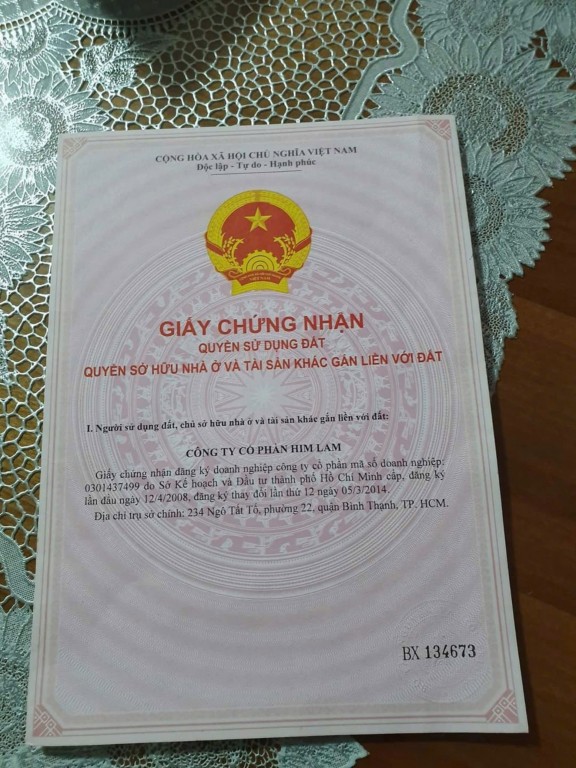 CỘNG HÒA XÃ HỘI CHỦ NGHĨA VIỆT NAM
Độc lập - Tự do - Hạnh phúc
GIẤY CHỨNG NHẬN
QUYỀN SỬ DỤNG ĐẤT
QUYỀN SỞ HỮU NHÀ Ở VÀ TÀI SẢN KHÁC GẮN LIỀN VỚI ĐẤT
I. Người sử dụng đất, chủ sở hữu nhà ở và tài sản khác gắn liền với đất:
CÔNG TY CỔ PHẦN HIM LAM
Giấy chứng nhận đăng ký doanh nghiệp công ty cổ phần mã số doanh nghiệp:
0301437499 do Sở Kế hoạch và Đầu tư thành phố Hồ Chí Minh cấp, đăng ký
lần đầu ngày 12/4/2008, đăng ký thay đổi lần thứ 12 ngày 05/3/2014.
Địa chỉ trụ sở chính: 234 Ngô Tất Tố, phường 22, quận Bình Thạnh, TP. HCM.
BX 134673